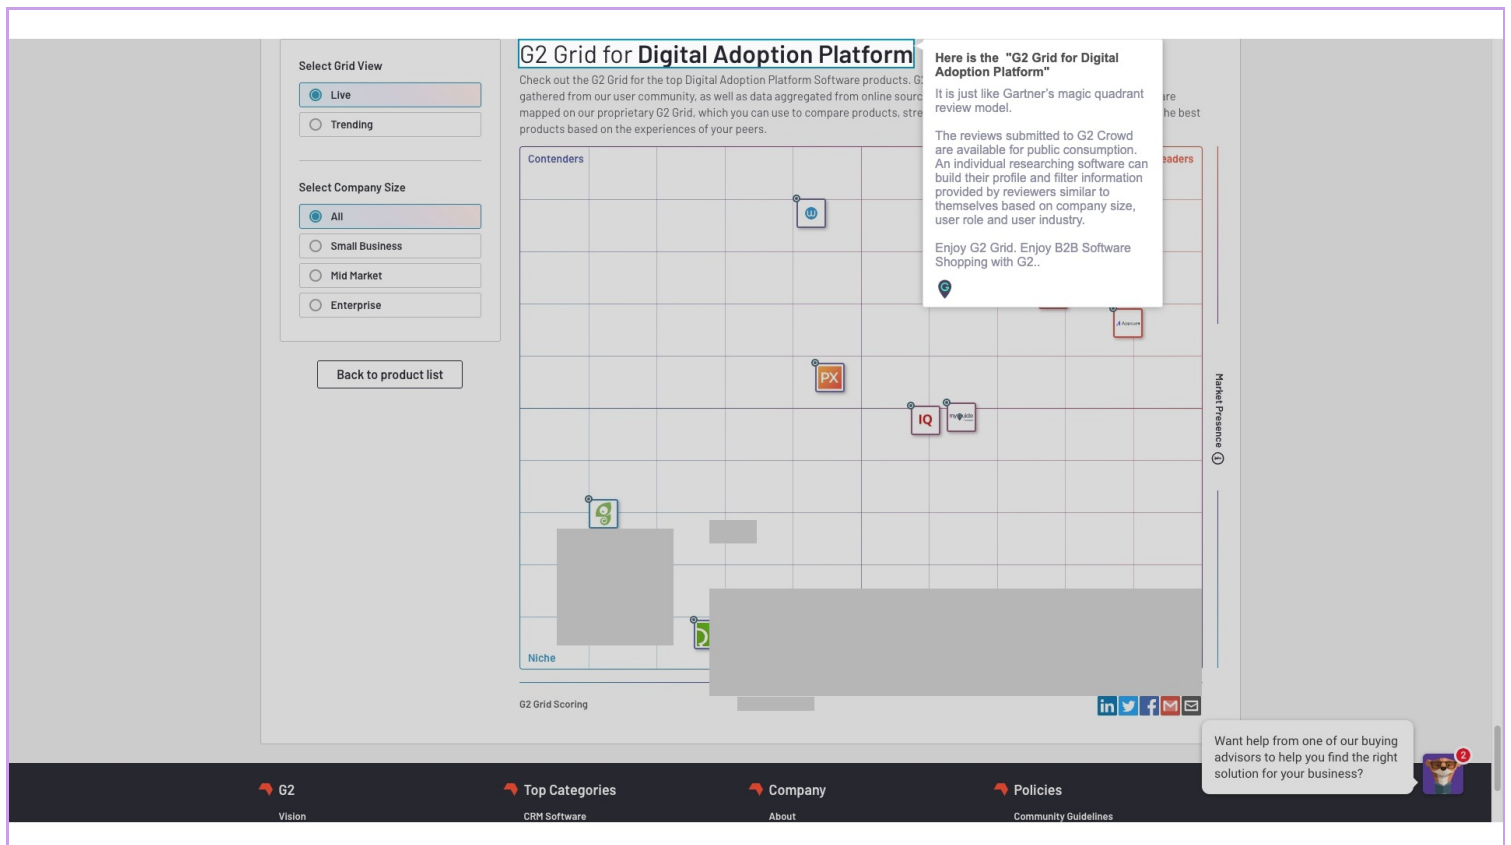 Select Grid View
Live
Trending
Select Company Size
All
Small Business
Mid Market
Enterprise
Back to product list
G2 Grid for Digital Adoption Platform
Check out the G2 Grid for the top Digital Adoption Platform Software products.
gathered from our user community, as well as data aggregated from online are
mapped on our proprietary G2 Grid, which you can use to compare products, he best
products based on the experiences of your peers.
Here is the "G2 Grid for Digital
Adoption Platform"
It is just like Gartner's magic quadrant
review model.
The reviews submitted to G2 Crowd
are available for public consumption.
An individual researching software can
build their profile and filter information
provided by reviewers similar to
themselves based on company size,
user role and user industry.
Enjoy G2 Grid. Enjoy B2B Software
Shopping with G2..
G
Contenders
eaders
PX
IQ
Market Presence
Niche
G2 Grid Scoring
in
f
Want help from one of our buying
advisors to help you find the right
solution for your business?
2
G2
Top Categories
Company
Policies
Vision
CRM Software
About
Community Guidelines